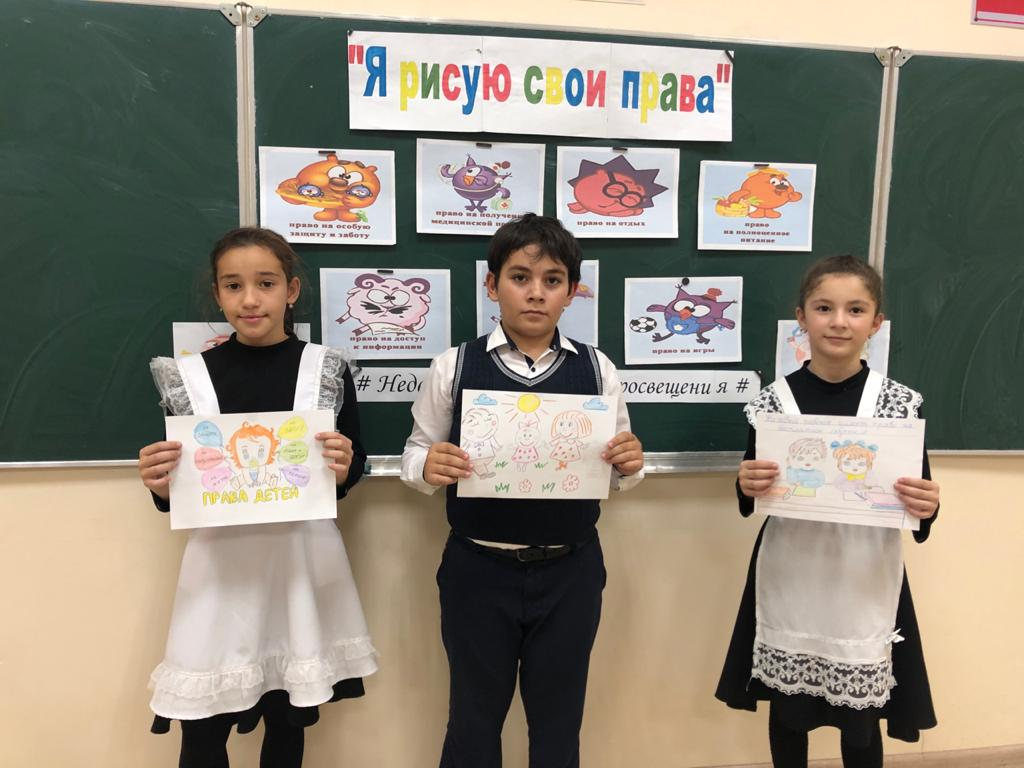 "Я рисую свои права"
право на особую
защиту и заботу
право на получение
медицинской
право на отдых
право
на полноценное
питание
право на доступ
к информации
право на игры
# Неде росвещени я #
ПРАВА ДЕТЕЙ